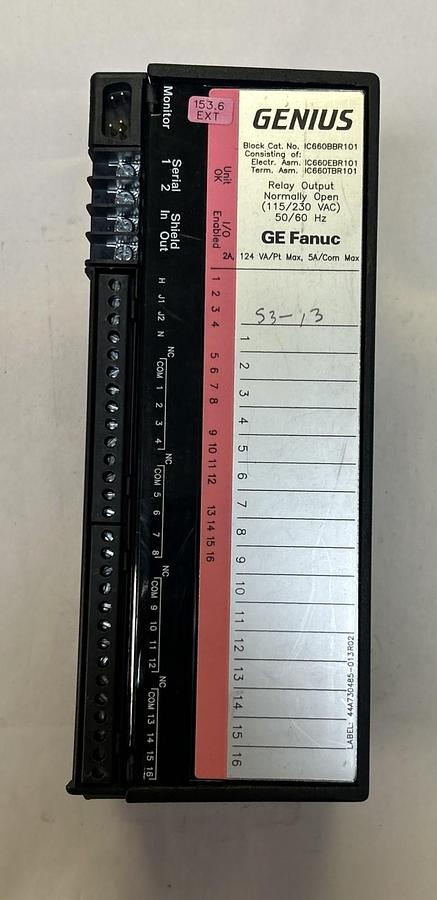 153.6
EXT
GENIUS
Block Cat. No. IC660BBR101
Consisting of:
Electr. Asm. IC660EBR101
Term. Asm. IC660TBR101
Relay Output
Normally Open
(115/230 VAC)
50/60 Hz
GE Fanuc
2A, 124 VA/Pt Max, 5A/Com Max
S3-13
1
2
3
4
5
6
7
8
9
10
11
12
13
14
15
16
LABEL: 44A730485-013R02
Unit
OK
I/O
Enabled
1 2 3 4
5 6 7 8
9 10 11 12
13 14 15 16
Monitor
Serial
1 2
Shield
In Out
H J1 J2 N
NC
COM 1 2 3 4
NC
COM 5 6 7 8
NC
COM 9 10 11 12
NC
COM 13 14 15 16